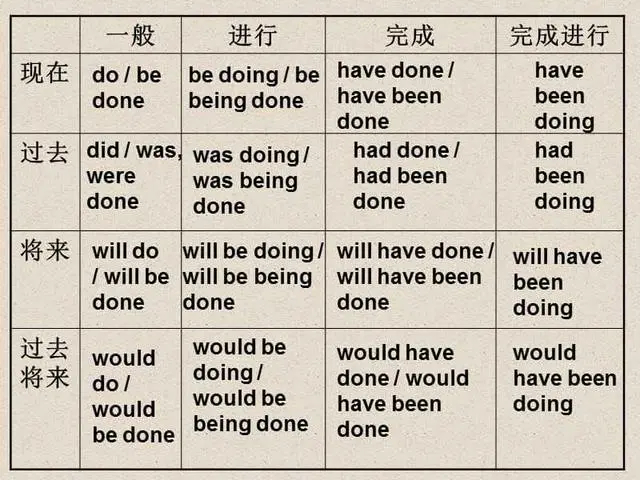 一般 进行 完成 完成进行
现在 do / be done be doing / be being done have done / have been done have been doing
过去 did / was, were done was doing / was being done had done / had been done had been doing
将来 will do / will be done will be doing / will be being done will have done / will have been done will have been doing
过去将来 would do / would be done would be doing / would be being done would have done / would have been done would have been doing